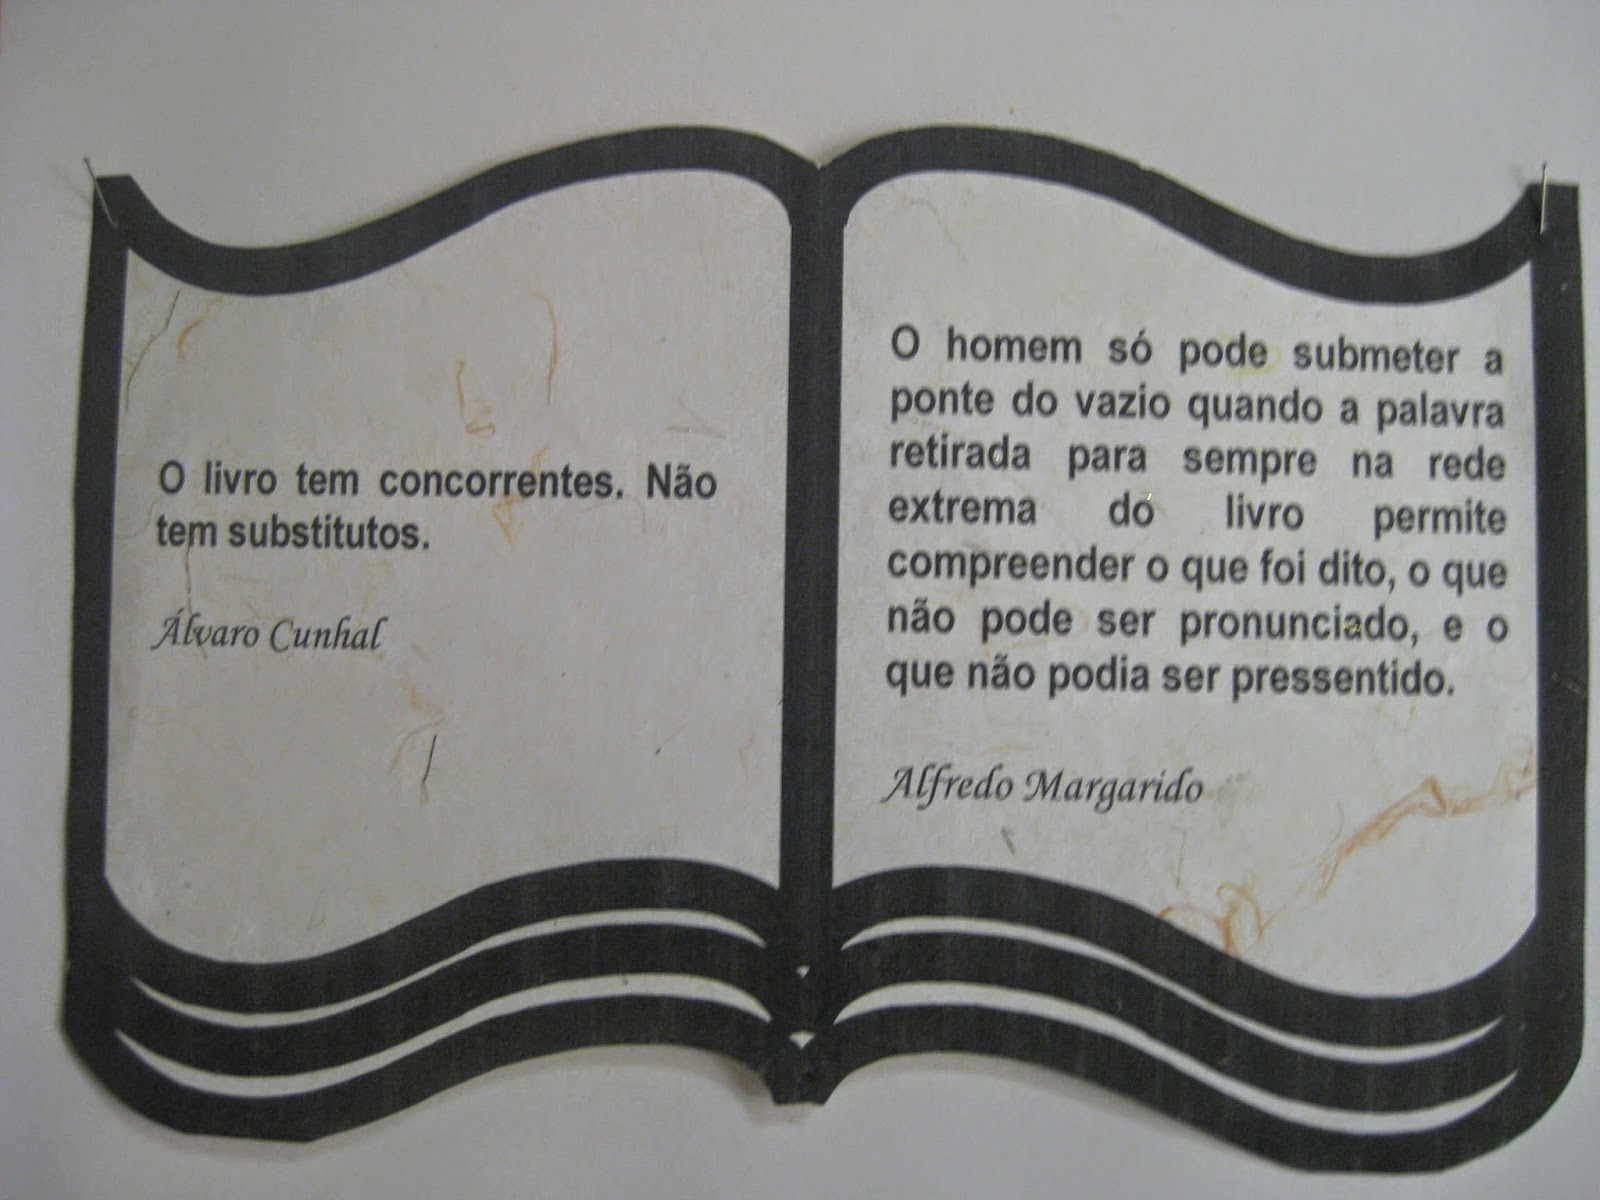 O livro tem concorrentes. Não
tem substitutos.
Álvaro Cunhal
O homem só pode submeter a
ponte do vazio quando a palavra
retirada para sempre na rede
extrema do livro permite
compreender o que foi dito, o que
não pode ser pronunciado, e o
que não podia ser pressentido.
Alfredo Margarido